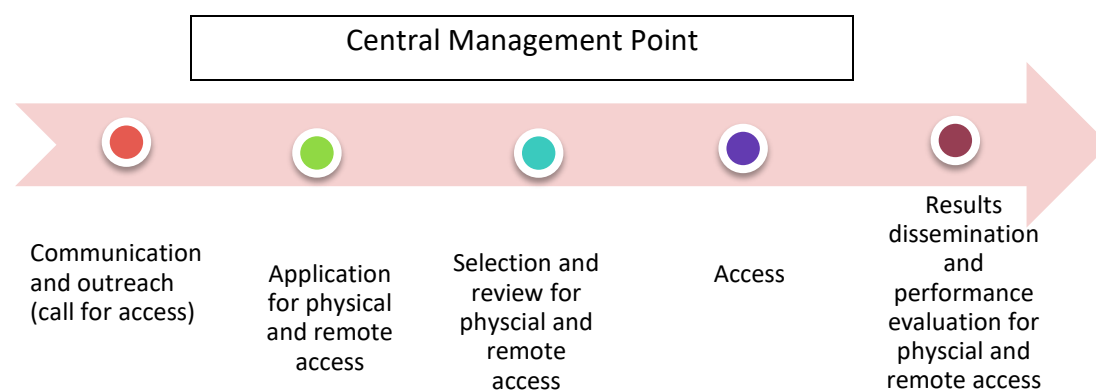 Central Management Point
Communication
and outreach
(call for access)
Application
for physical
and remote
access
Selection and
review for
physcial and
remote
access
Access
Results
dissemination
and
performance
evaluation for
physcial and
remote access